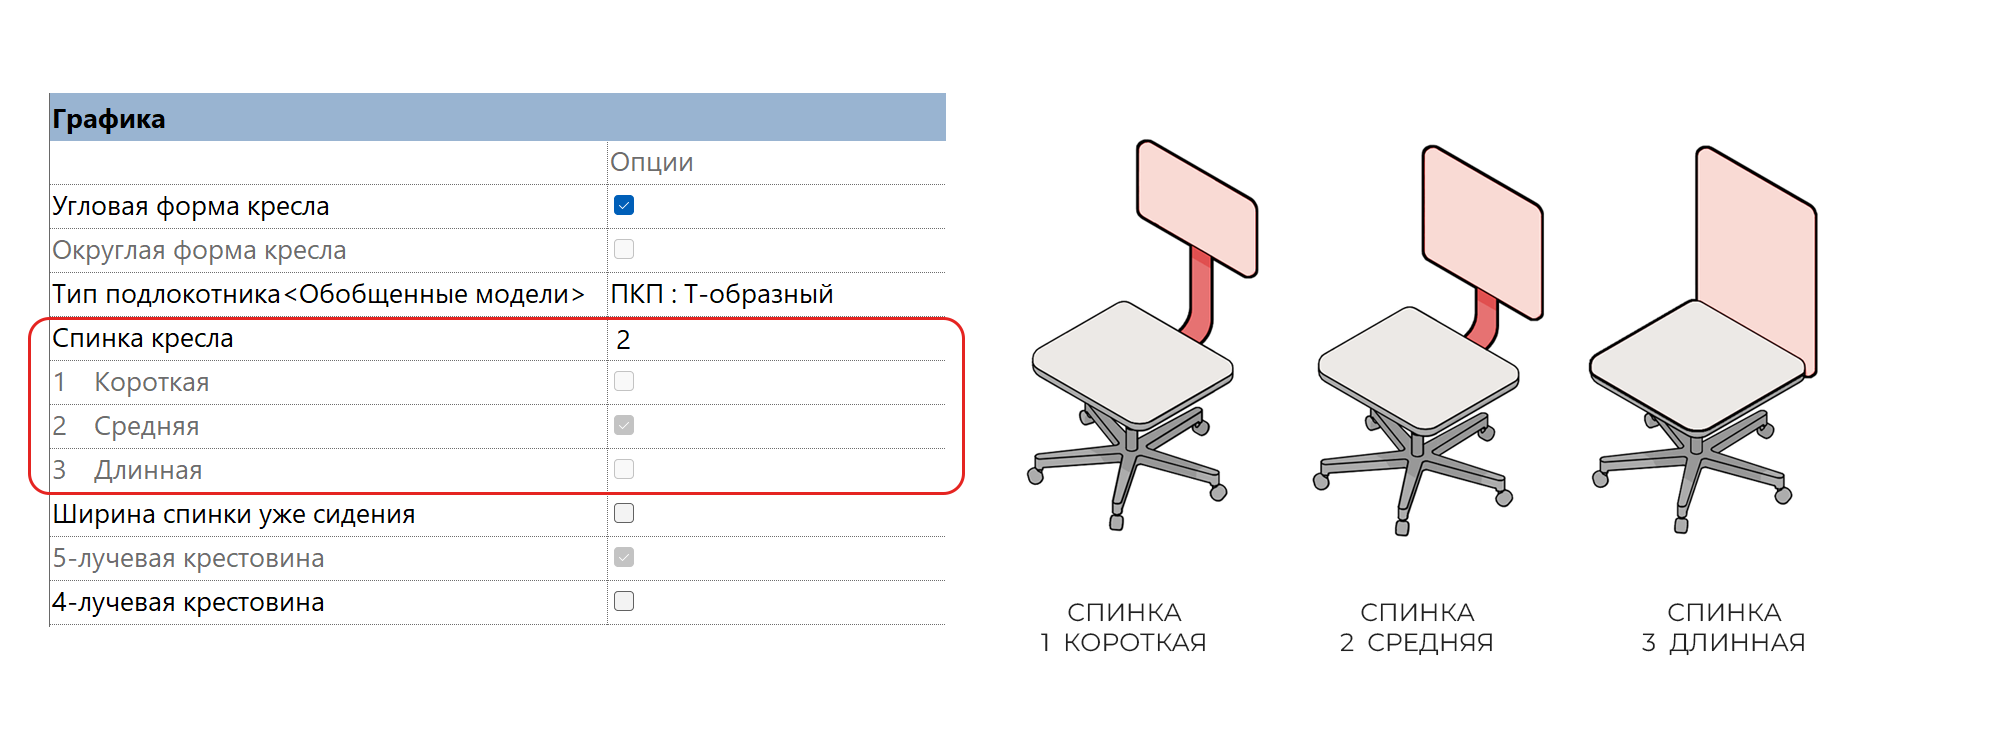 Графика
Опции
Угловая форма кресла
Округлая форма кресла
Тип подлокотника<Обобщенные модели> ПКП : Т-образный
Спинка кресла 2
1 Короткая
2 Средняя
3 Длинная
Ширина спинки уже сидения
5-лучевая крестовина
4-лучевая крестовина
СПИНКА
1 КОРОТКАЯ
СПИНКА
2 СРЕДНЯЯ
СПИНКА
3 ДЛИННАЯ